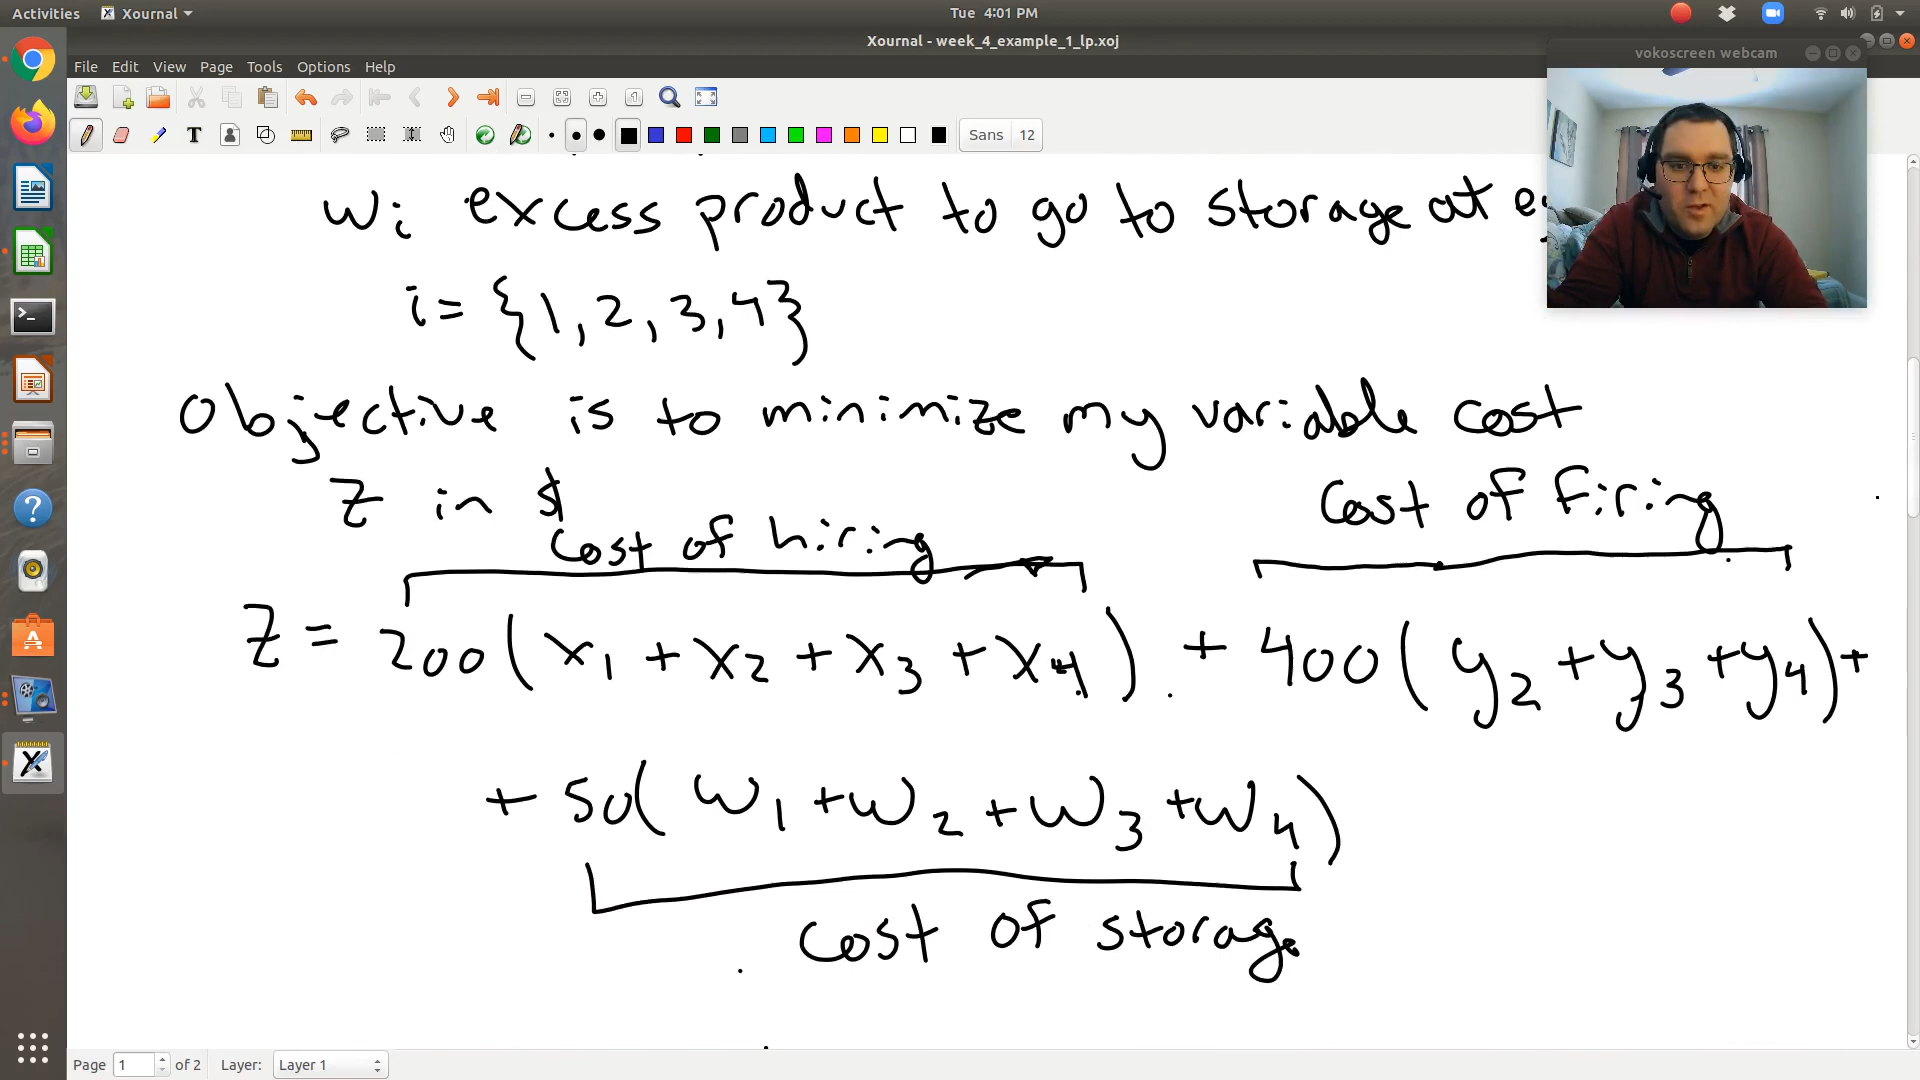 Activities Xournal Tue 4:01 PM
Xournal - week_4_example_1_lp.xoj
vokoscreen webcam
File Edit View Page Tools Options Help
Sans 12
wi excess product to go to storage at
i = {1, 2, 3, 4}
Objective is to minimize my variable cost
Z in $
cost of hiring
Cost of Firing
Z = 200(x1 + x2 + x3 + x4) + 400(y2 + y3 + y4) +
+ 50(w1 + w2 + w3 + w4)
cost of storage
Page 1 of 2 Layer: Layer 1